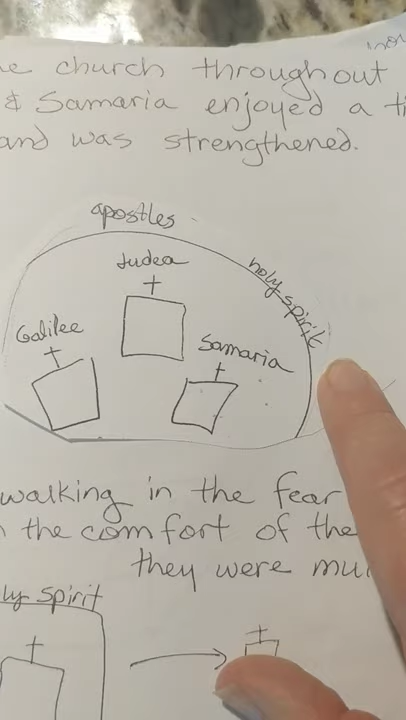 church throughout
& Samaria enjoyed a
and was strengthened.
apostles
Judea
holy spirit
Galilee
Samaria
walking in the fear
the comfort of the
they were
spirit